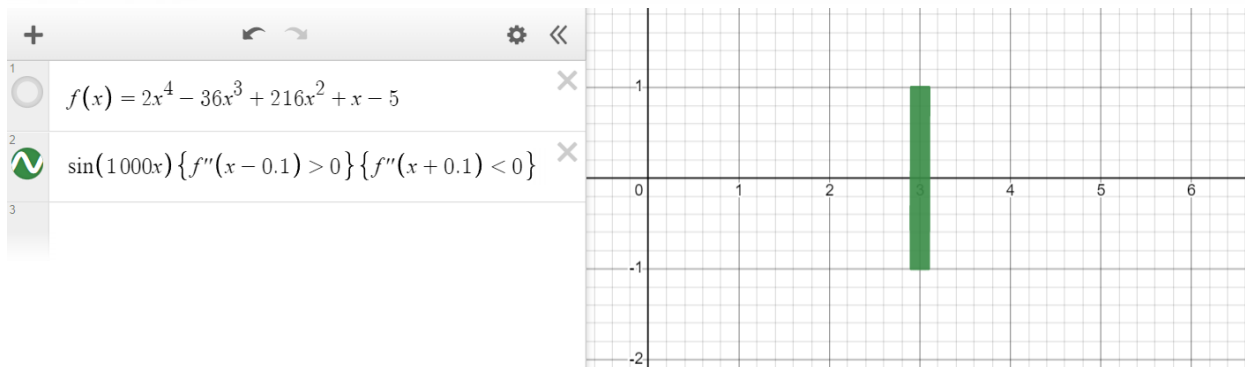 1
f(x) = 2x⁴ − 36x³ + 216x² + x − 5
2
sin(1000x){f″(x − 0.1) > 0}{f″(x + 0.1) < 0}
3
1
0 1 2 3 4 5 6
-1
-2